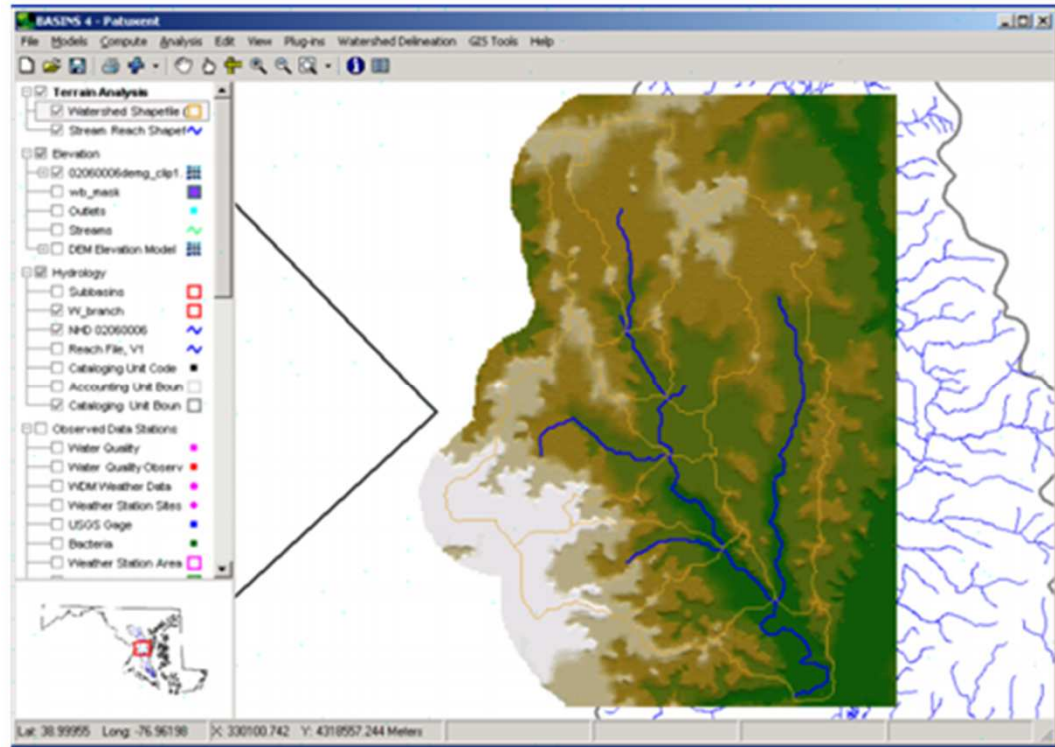 BASINS 4 - Patuxent
File Models Compute Analysis Edit View Plug-ins Watershed Delineation GIS Tools Help
Terrain Analysis
Watershed Shapefile (
Stream Reach Shapef
Elevation
02060006demg_clip1.
wb_mask
Outlets
Streams
DEM Elevation Model
Hydrology
Subbasins
W_branch
NHD 02060006
Reach File, V1
Cataloging Unit Code
Accounting Unit Boun
Cataloging Unit Boun
Observed Data Stations
Water Quality
Water Quality Observ
WDM Weather Data
Weather Station Sites
USGS Gage
Bacteria
Weather Station Area
Lat: 38.99955 Long: -76.96198 X: 330100.742 Y: 4318557.244 Meters